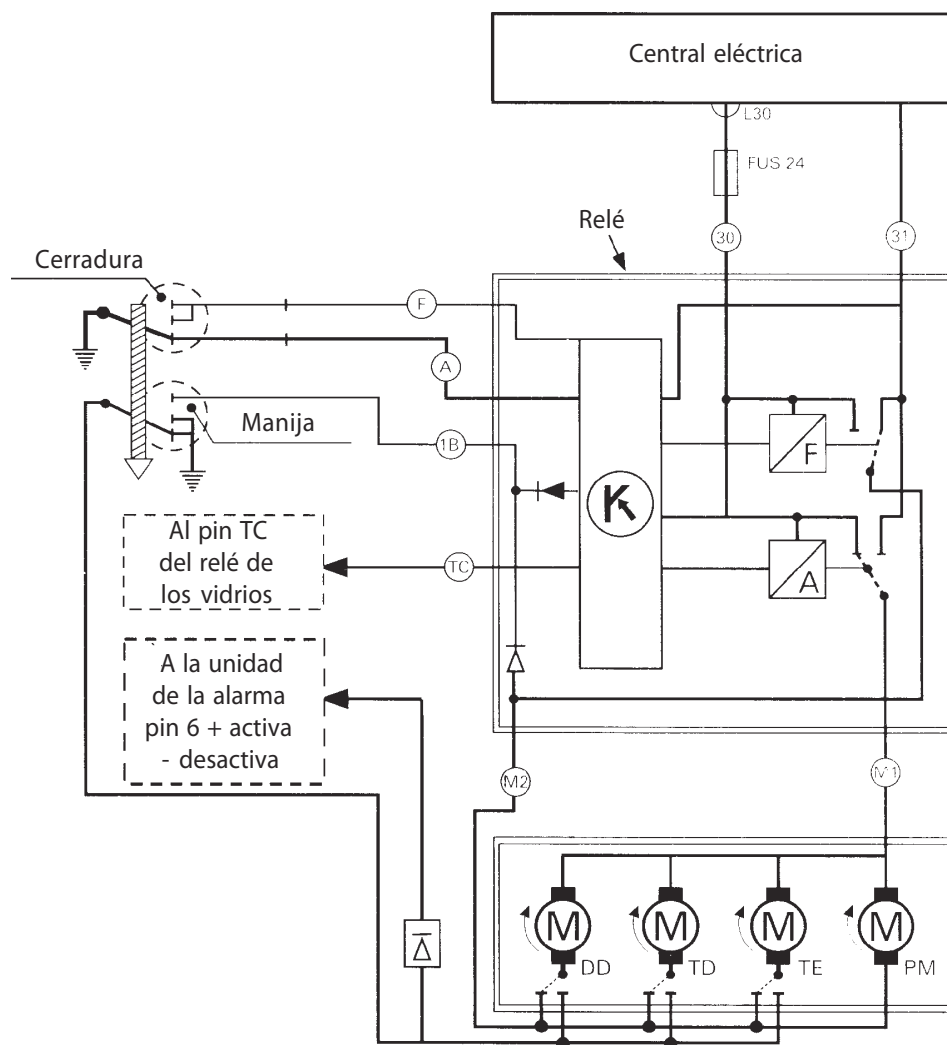 Central eléctrica
L30
FUS 24
Relé
30
31
Cerradura
F
A
Manija
1B
F
K
Al pin TC
del relé de
los vidrios
TC
A
A la unidad
de la alarma
pin 6 + activa
- desactiva
M2
M1
M
M
M
M
DD
TD
TE
PM